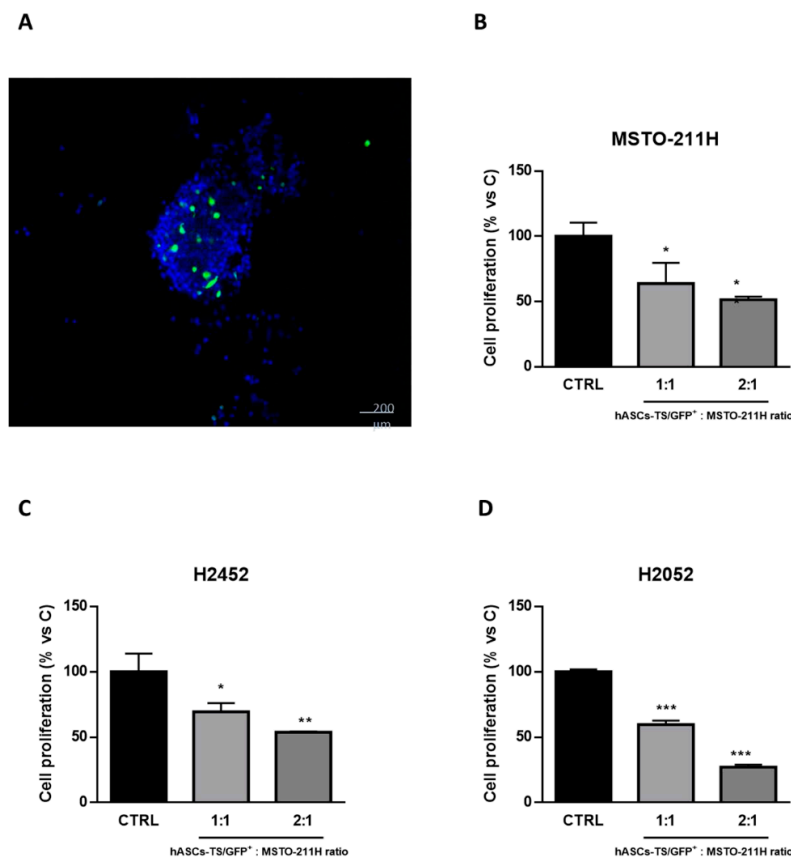 A
200
µm
B
MSTO-211H
Cell proliferation (% vs C)
150
100
50
0
*
*
*
CTRL
1:1
2:1
hASCs-TS/GFP+ : MSTO-211H ratio
C
H2452
Cell proliferation (% vs C)
150
100
50
0
*
**
CTRL
1:1
2:1
hASCs-TS/GFP+ : MSTO-211H ratio
D
H2052
Cell proliferation (% vs C)
150
100
50
0
***
***
CTRL
1:1
2:1
hASCs-TS/GFP+ : MSTO-211H ratio